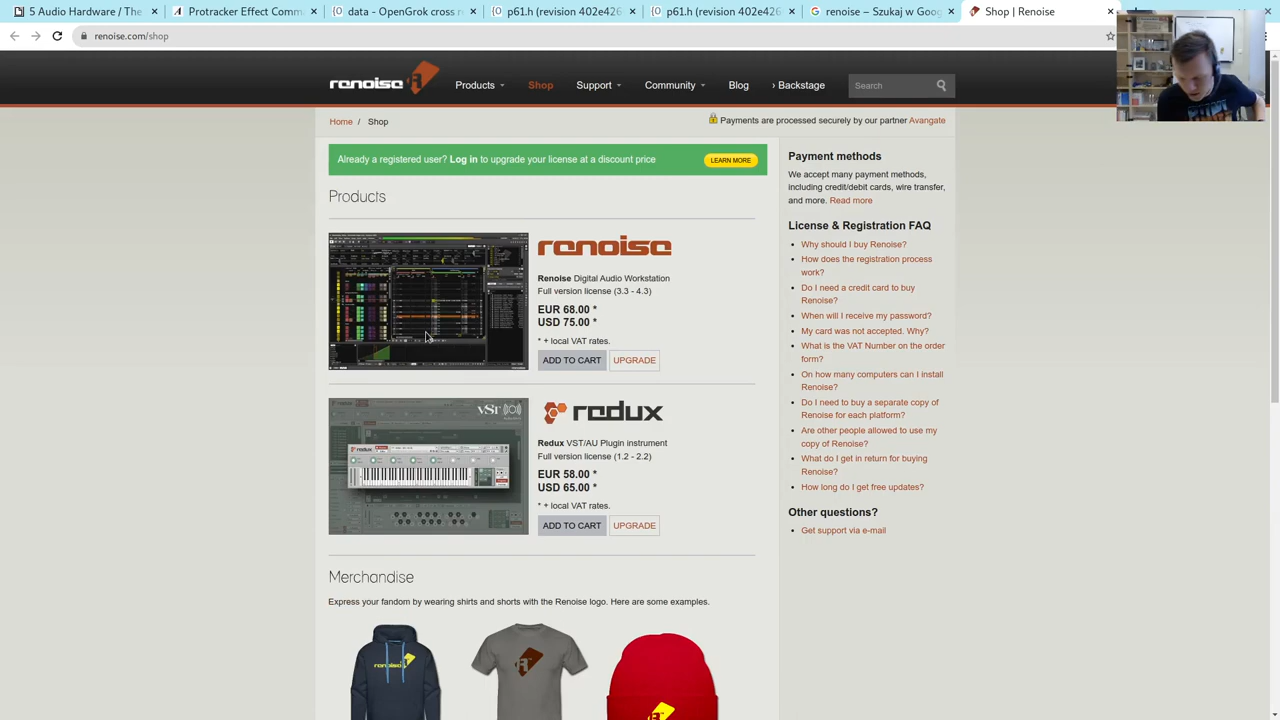 5 Audio Hardware / The
Protracker Effect Comma
data - OpenGrok cross re
p61.h (revision 402e426
p61.h (revision 402e426
renoise – Szukaj w Goog
Shop | Renoise
renoise.com/shop
renoise
Products
Shop
Support
Community
Blog
› Backstage
Search
Home / Shop
Payments are processed securely by our partner Avangate
Already a registered user? Log in to upgrade your license at a discount price
LEARN MORE
Products
renoise
Renoise Digital Audio Workstation
Full version license (3.3 - 4.3)
EUR 68.00 *
USD 75.00 *
* + local VAT rates.
ADD TO CART
UPGRADE
VST
redux
redux
Redux VST/AU Plugin instrument
Full version license (1.2 - 2.2)
EUR 58.00 *
USD 65.00 *
* + local VAT rates.
ADD TO CART
UPGRADE
Merchandise
Express your fandom by wearing shirts and shorts with the Renoise logo. Here are some examples.
renoise
Payment methods
We accept many payment methods,
including credit/debit cards, wire transfer,
and more. Read more
License & Registration FAQ
• Why should I buy Renoise?
• How does the registration process
work?
• Do I need a credit card to buy
Renoise?
• When will I receive my password?
• My card was not accepted. Why?
• What is the VAT Number on the order
form?
• On how many computers can I install
Renoise?
• Do I need to buy a separate copy of
Renoise for each platform?
• Are other people allowed to use my
copy of Renoise?
• What do I get in return for buying
Renoise?
• How long do I get free updates?
Other questions?
• Get support via e-mail